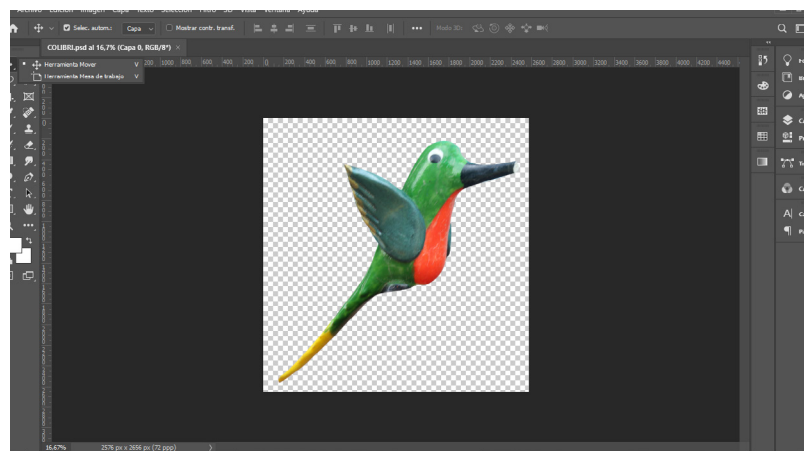 Archivo Edición Imagen Capa Texto Selección Filtro 3D Vista Ventana Ayuda
Selec. autom.: Capa Mostrar contr. transf. Modo 3D:
COLIBRI.psd al 16,7% (Capa 0, RGB/8*) ×
Herramienta Mover V
Herramienta Mesa de trabajo V
200 1000 800 600 400 200 0 200 400 600 800 1000 1200 1400 1600 1800 2000 2200 2400 2600 2800 3000 3200 3400 3600 3800 4000 4200 4400
16,67% 2576 px x 2656 px (72 ppp)